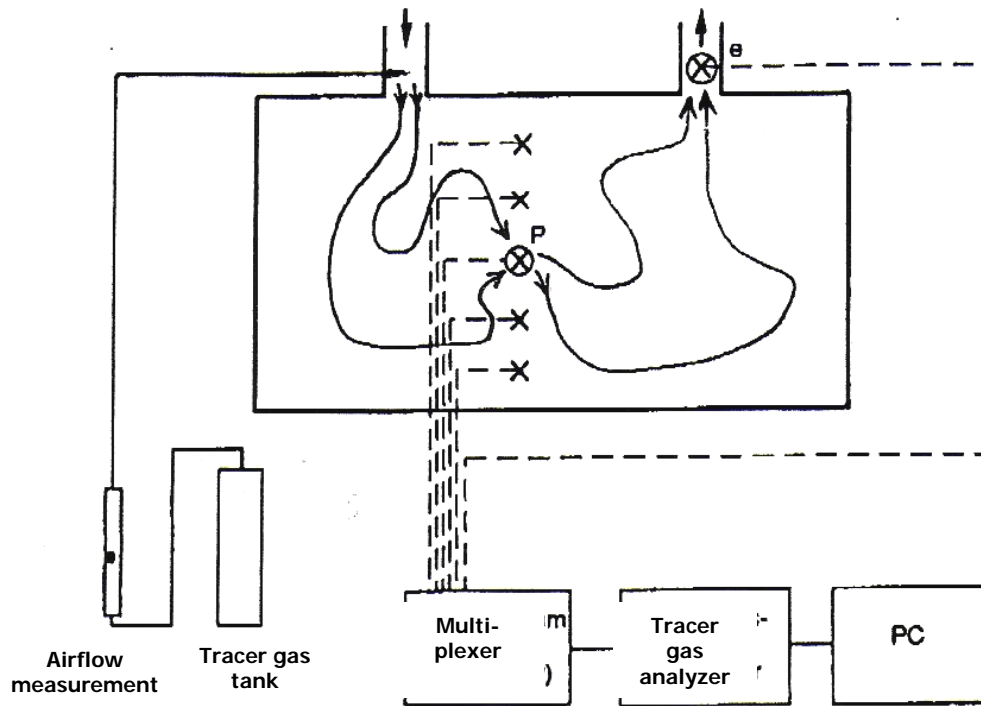 e
P
Airflow
measurement
Tracer gas
tank
Multi-
plexer
m
)
Tracer
gas
analyzer
-
r
PC